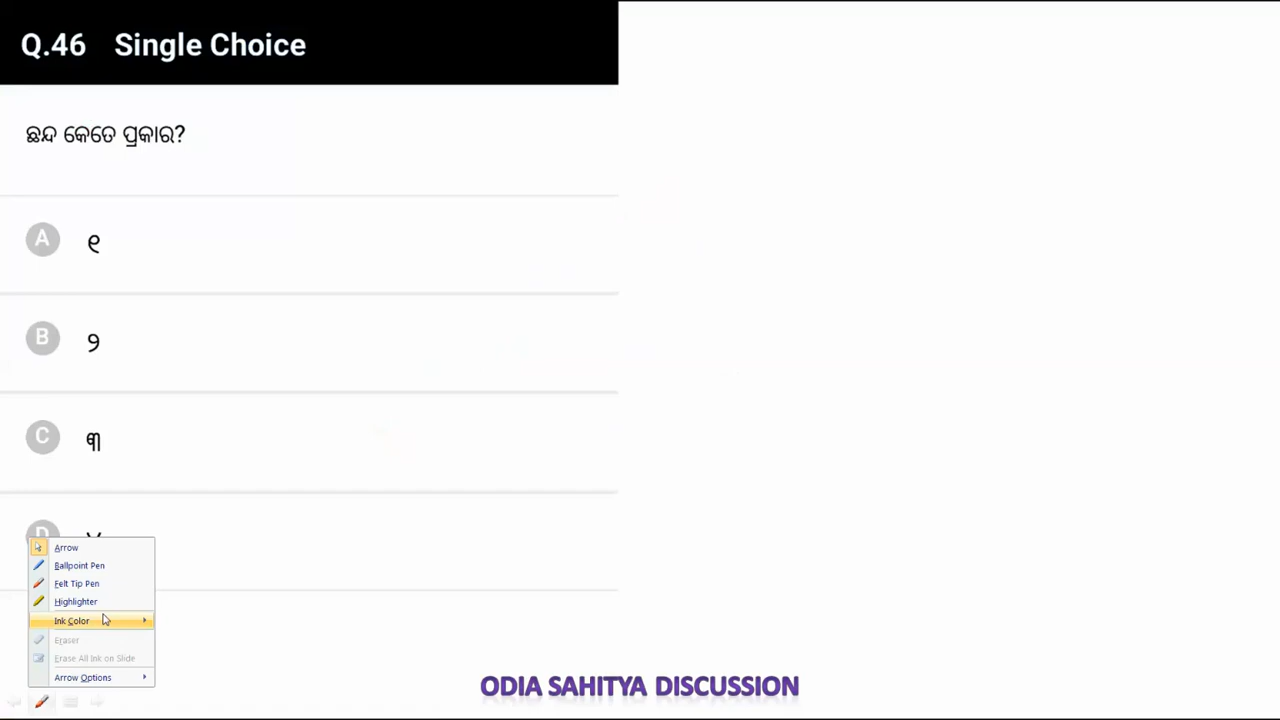 Q.46 Single Choice
ଛନ୍ଦ କେତେ ପ୍ରକାର?
A ୧
B ୨
C ୩
D
Arrow
Ballpoint Pen
Felt Tip Pen
Highlighter
Ink Color
Eraser
Erase All Ink on Slide
Arrow Options
ODIA SAHITYA DISCUSSION